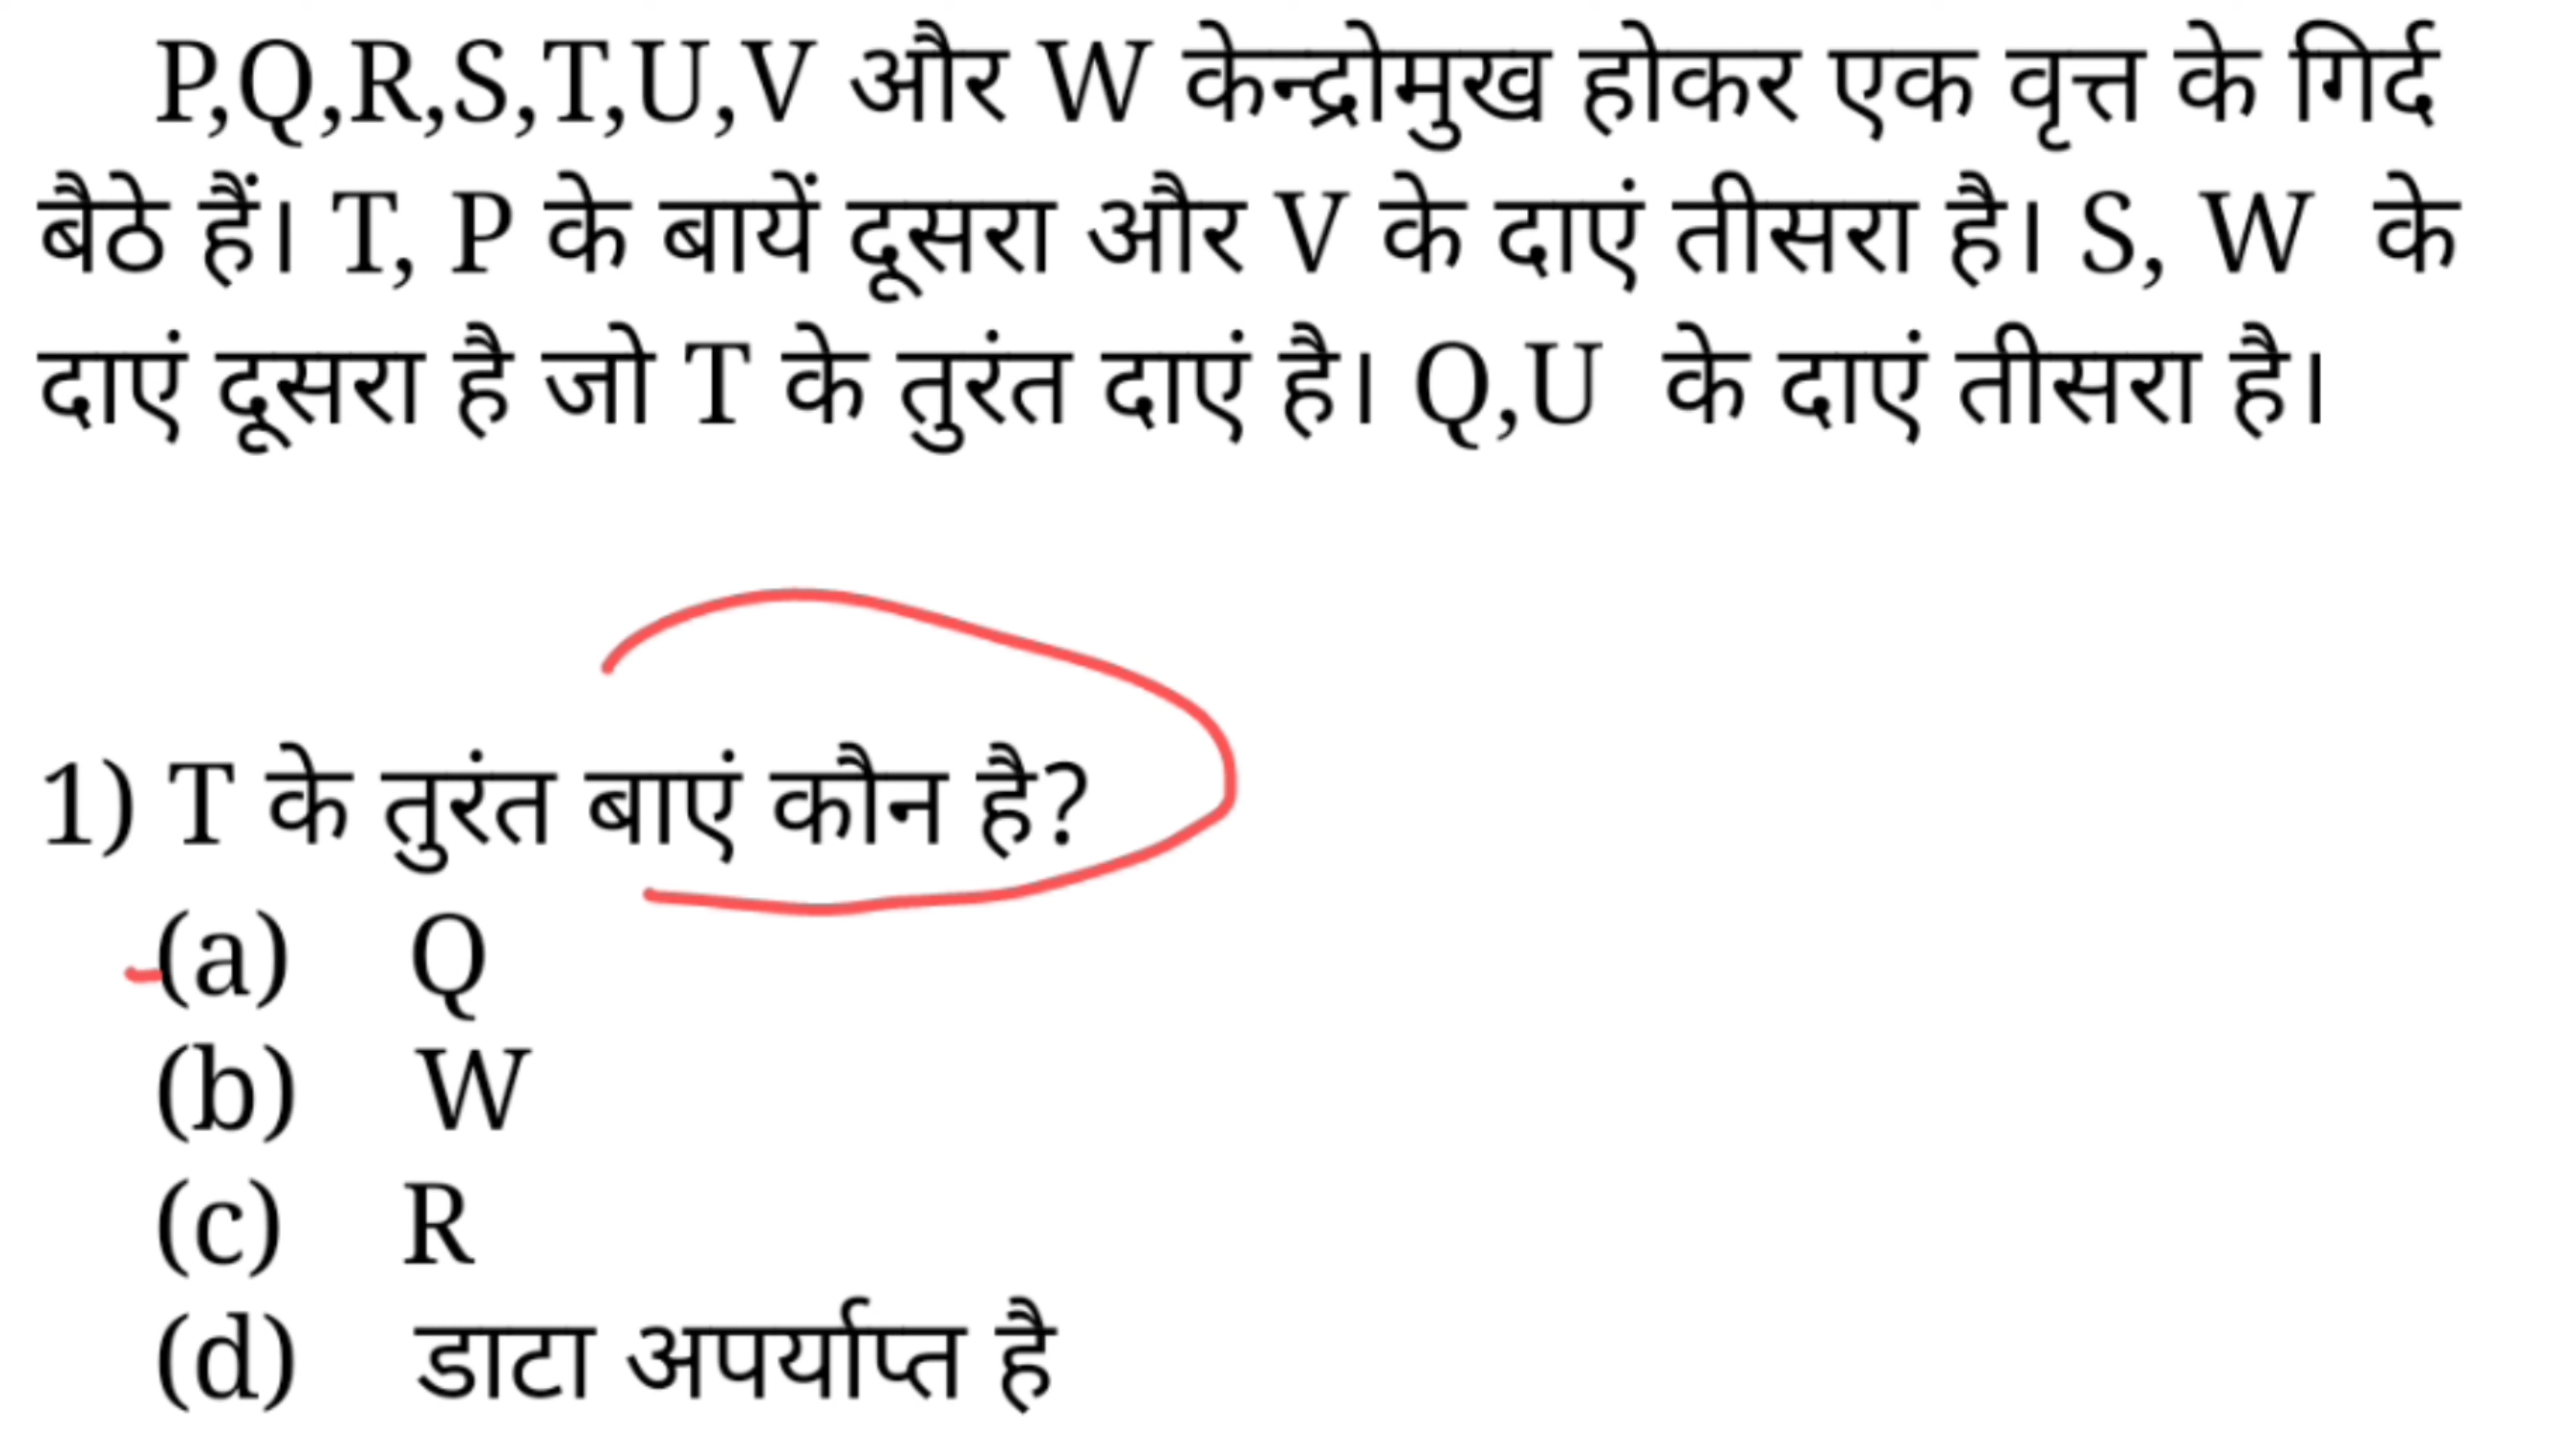 P,Q,R,S,T,U,V और W केन्द्रोमुख होकर एक वृत्त के गिर्द
बैठे हैं। T, P के बायें दूसरा और V के दाएं तीसरा है। S, W के
दाएं दूसरा है जो T के तुरंत दाएं है। Q,U के दाएं तीसरा है।
1) T के तुरंत बाएं कौन है?
(a) Q
(b) W
(c) R
(d) डाटा अपर्याप्त है